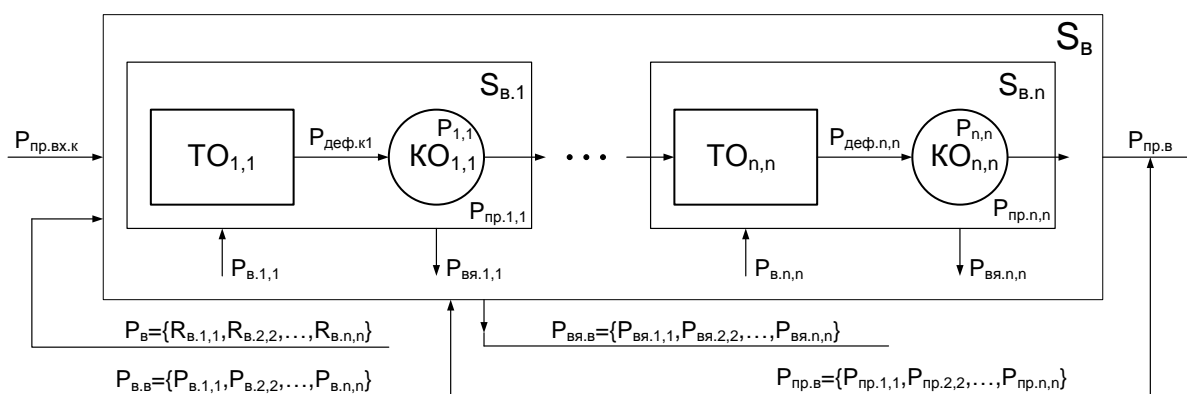 Sв
Sв.1
Sв.n
Pпр.вх.к
ТО1,1
Pдеф.к1
P1,1
КО1,1
Pпр.1,1
• • •
ТОn,n
Pдеф.n,n
Pn,n
КОn,n
Pпр.n,n
Pпр.в
Pв.1,1
Pвя.1,1
Pв.n,n
Pвя.n,n
Pв={Rв.1,1,Rв.2,2,…,Rв.n,n}
Pвя.в={Pвя.1,1,Pвя.2,2,…,Pвя.n,n}
Pв.в={Pв.1,1,Pв.2,2,…,Pв.n,n}
Pпр.в={Pпр.1,1,Pпр.2,2,…,Pпр.n,n}